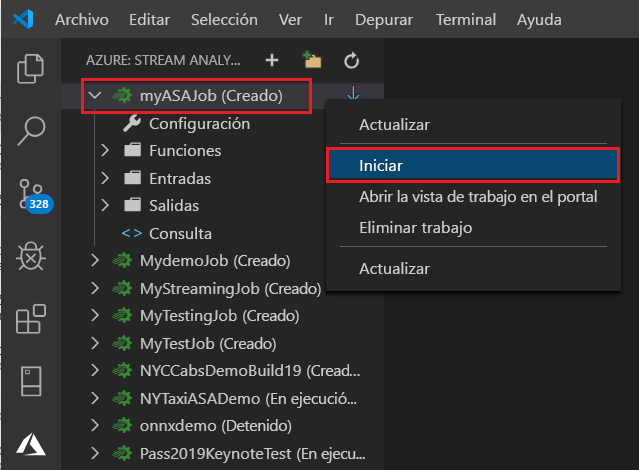 Archivo Editar Selección Ver Ir Depurar Terminal Ayuda
AZURE: STREAM ANALY...
myASAJob (Creado)
Configuración
Funciones
Entradas
Salidas
<> Consulta
MydemoJob (Creado)
MyStreamingJob (Creado)
MyTestingJob (Creado)
MyTestJob (Creado)
NYCCabsDemoBuild19 (Cread...
NYTaxiASADemo (En ejecució...
onnxdemo (Detenido)
Pass2019KeynoteTest (En ejecu...
328
Actualizar
Iniciar
Abrir la vista de trabajo en el portal
Eliminar trabajo
Actualizar